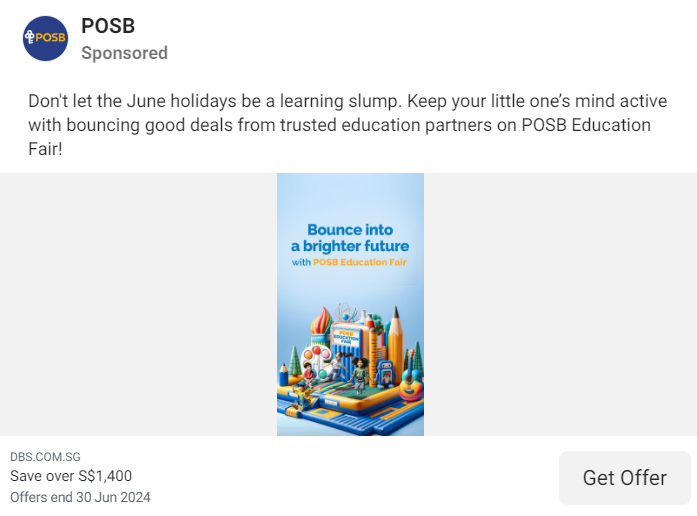 POSB
POSB
Sponsored
Don't let the June holidays be a learning slump. Keep your little one’s mind active
with bouncing good deals from trusted education partners on POSB Education
Fair!
Bounce into
a brighter future
with POSB Education Fair
POSB
EDUCATION
FAIR
DBS.COM.SG
Save over S$1,400
Offers end 30 Jun 2024
Get Offer